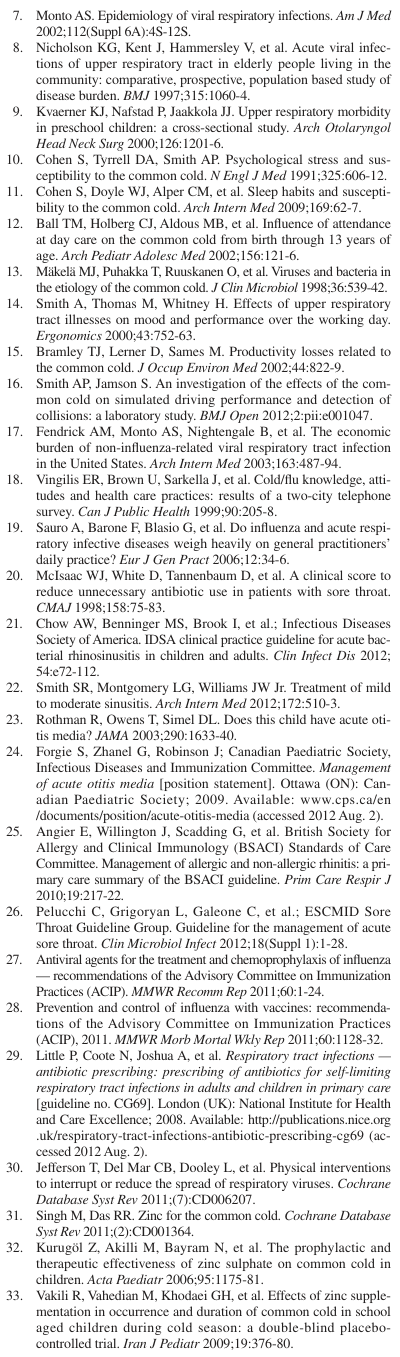 7. Monto AS. Epidemiology of viral respiratory infections. Am J Med
2002;112(Suppl 6A):4S-12S.
8. Nicholson KG, Kent J, Hammersley V, et al. Acute viral infec-
tions of upper respiratory tract in elderly people living in the
community: comparative, prospective, population based study of
disease burden. BMJ 1997;315:1060-4.
9. Kvaerner KJ, Nafstad P, Jaakkola JJ. Upper respiratory morbidity
in preschool children: a cross-sectional study. Arch Otolaryngol
Head Neck Surg 2000;126:1201-6.
10. Cohen S, Tyrrell DA, Smith AP. Psychological stress and sus-
ceptibility to the common cold. N Engl J Med 1991;325:606-12.
11. Cohen S, Doyle WJ, Alper CM, et al. Sleep habits and suscepti-
bility to the common cold. Arch Intern Med 2009;169:62-7.
12. Ball TM, Holberg CJ, Aldous MB, et al. Influence of attendance
at day care on the common cold from birth through 13 years of
age. Arch Pediatr Adolesc Med 2002;156:121-6.
13. Mäkelä MJ, Puhakka T, Ruuskanen O, et al. Viruses and bacteria in
the etiology of the common cold. J Clin Microbiol 1998;36:539-42.
14. Smith A, Thomas M, Whitney H. Effects of upper respiratory
tract illnesses on mood and performance over the working day.
Ergonomics 2000;43:752-63.
15. Bramley TJ, Lerner D, Sames M. Productivity losses related to
the common cold. J Occup Environ Med 2002;44:822-9.
16. Smith AP, Jamson S. An investigation of the effects of the com-
mon cold on simulated driving performance and detection of
collisions: a laboratory study. BMJ Open 2012;2:pii:e001047.
17. Fendrick AM, Monto AS, Nightengale B, et al. The economic
burden of non-influenza-related viral respiratory tract infection
in the United States. Arch Intern Med 2003;163:487-94.
18. Vingilis ER, Brown U, Sarkella J, et al. Cold/flu knowledge, atti-
tudes and health care practices: results of a two-city telephone
survey. Can J Public Health 1999;90:205-8.
19. Sauro A, Barone F, Blasio G, et al. Do influenza and acute respi-
ratory infective diseases weigh heavily on general practitioners'
daily practice? Eur J Gen Pract 2006;12:34-6.
20. McIsaac WJ, White D, Tannenbaum D, et al. A clinical score to
reduce unnecessary antibiotic use in patients with sore throat.
CMAJ 1998;158:75-83.
21. Chow AW, Benninger MS, Brook I, et al.; Infectious Diseases
Society of America. IDSA clinical practice guideline for acute bac-
terial rhinosinusitis in children and adults. Clin Infect Dis 2012;
54:e72-112.
22. Smith SR, Montgomery LG, Williams JW Jr. Treatment of mild
to moderate sinusitis. Arch Intern Med 2012;172:510-3.
23. Rothman R, Owens T, Simel DL. Does this child have acute oti-
tis media? JAMA 2003;290:1633-40.
24. Forgie S, Zhanel G, Robinson J; Canadian Paediatric Society,
Infectious Diseases and Immunization Committee. Management
of acute otitis media [position statement]. Ottawa (ON): Can-
adian Paediatric Society; 2009. Available: www.cps.ca/en
/documents/position/acute-otitis-media (accessed 2012 Aug. 2).
25. Angier E, Willington J, Scadding G, et al. British Society for
Allergy and Clinical Immunology (BSACI) Standards of Care
Committee. Management of allergic and non-allergic rhinitis: a pri-
mary care summary of the BSACI guideline. Prim Care Respir J
2010;19:217-22.
26. Pelucchi C, Grigoryan L, Galeone C, et al.; ESCMID Sore
Throat Guideline Group. Guideline for the management of acute
sore throat. Clin Microbiol Infect 2012;18(Suppl 1):1-28.
27. Antiviral agents for the treatment and chemoprophylaxis of influenza
— recommendations of the Advisory Committee on Immunization
Practices (ACIP). MMWR Recomm Rep 2011;60:1-24.
28. Prevention and control of influenza with vaccines: recommenda-
tions of the Advisory Committee on Immunization Practices
(ACIP), 2011. MMWR Morb Mortal Wkly Rep 2011;60:1128-32.
29. Little P, Coote N, Joshua A, et al. Respiratory tract infections —
antibiotic prescribing: prescribing of antibiotics for self-limiting
respiratory tract infections in adults and children in primary care
[guideline no. CG69]. London (UK): National Institute for Health
and Care Excellence; 2008. Available: http://publications.nice.org
.uk/respiratory-tract-infections-antibiotic-prescribing-cg69 (ac-
cessed 2012 Aug. 2).
30. Jefferson T, Del Mar CB, Dooley L, et al. Physical interventions
to interrupt or reduce the spread of respiratory viruses. Cochrane
Database Syst Rev 2011;(7):CD006207.
31. Singh M, Das RR. Zinc for the common cold. Cochrane Database
Syst Rev 2011;(2):CD001364.
32. Kurugöl Z, Akilli M, Bayram N, et al. The prophylactic and
therapeutic effectiveness of zinc sulphate on common cold in
children. Acta Paediatr 2006;95:1175-81.
33. Vakili R, Vahedian M, Khodaei GH, et al. Effects of zinc supple-
mentation in occurrence and duration of common cold in school
aged children during cold season: a double-blind placebo-
controlled trial. Iran J Pediatr 2009;19:376-80.